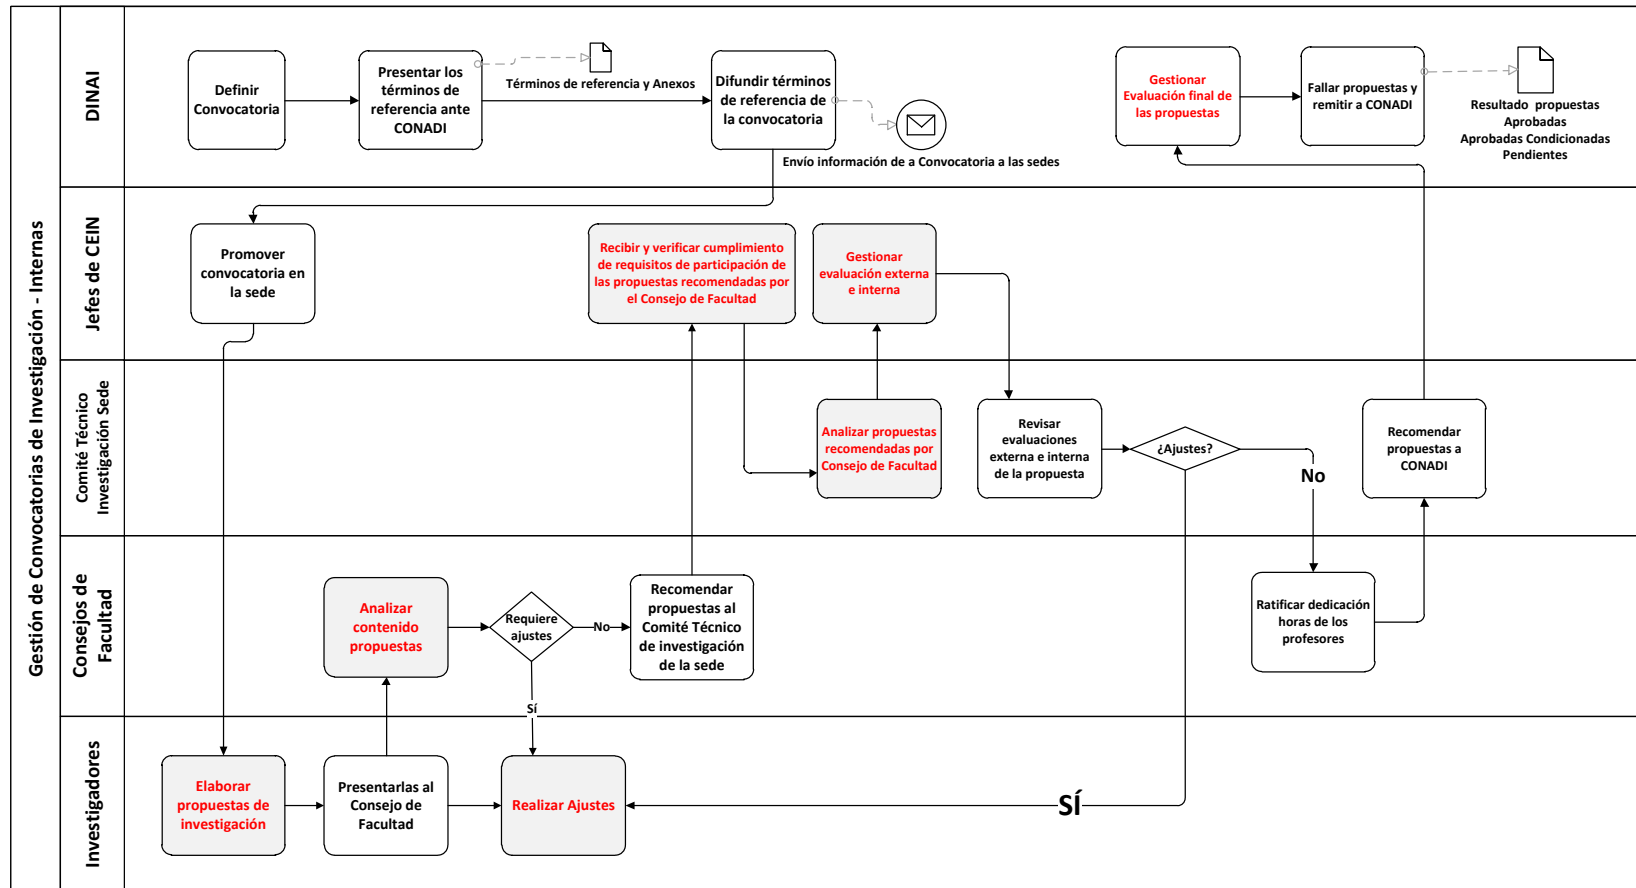 Gestión de Convocatorias de Investigación - Internas
DINAI
Definir
Convocatoria
Presentar los
términos de
referencia ante
CONADI
Términos de referencia y Anexos
Difundir términos
de referencia de
la convocatoria
Envío información de a Convocatoria a las sedes
Gestionar
Evaluación final de
las propuestas
Fallar propuestas y
remitir a CONADI
Resultado propuestas
Aprobadas
Aprobadas Condicionadas
Pendientes
Jefes de CEIN
Promover
convocatoria en
la sede
Recibir y verificar cumplimiento
de requisitos de participación de
las propuestas recomendadas por
el Consejo de Facultad
Gestionar
evaluación externa
e interna
Comité Técnico
Investigación Sede
Analizar propuestas
recomendadas por
Consejo de Facultad
Revisar
evaluaciones
externa e interna
de la propuesta
¿Ajustes?
No
Recomendar
propuestas a
CONADI
Consejos de
Facultad
Analizar
contenido
propuestas
Requiere
ajustes
No
Sí
Recomendar
propuestas al
Comité Técnico
de investigación
de la sede
Ratificar dedicación
horas de los
profesores
Investigadores
Elaborar
propuestas de
investigación
Presentarlas al
Consejo de
Facultad
Realizar Ajustes
SÍ